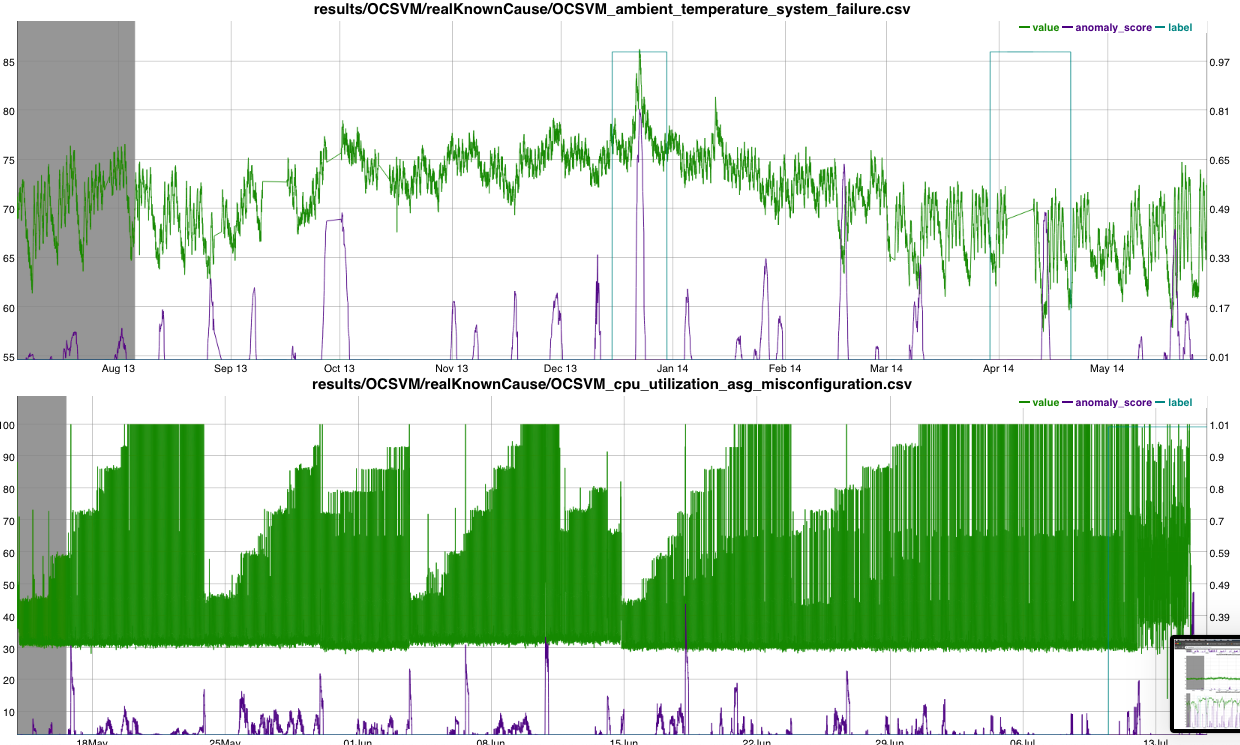 results/OCSVM/realKnownCause/OCSVM_ambient_temperature_system_failure.csv
value anomaly_score label
85 0.97
80 0.81
75 0.65
70 0.49
65 0.33
60 0.17
55 0.01
Aug 13 Sep 13 Oct 13 Nov 13 Dec 13 Jan 14 Feb 14 Mar 14 Apr 14 May 14
results/OCSVM/realKnownCause/OCSVM_cpu_utilization_asg_misconfiguration.csv
value anomaly_score label
100 1.01
90 0.9
80 0.8
70 0.7
60 0.59
50 0.49
40 0.39
30
20
10
18May 25May 01Jun 08Jun 15Jun 22Jun 29Jun 06Jul 13Jul